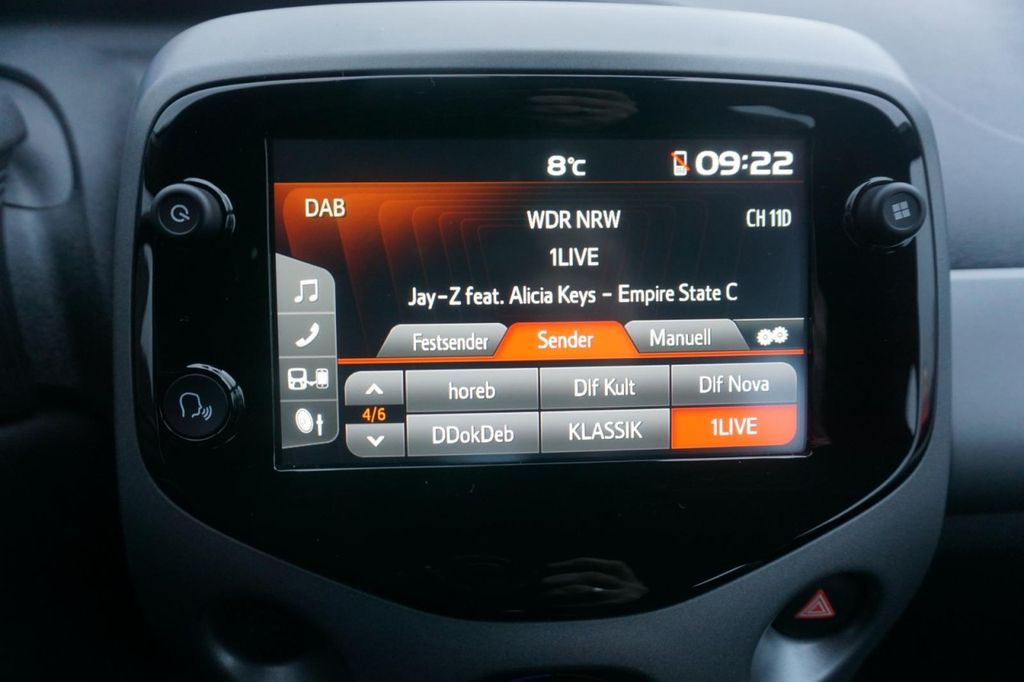 8°C
09:22
DAB
WDR NRW
CH 11D
1LIVE
Jay-Z feat. Alicia Keys - Empire State C
Festsender
Sender
Manuell
horeb
Dlf Kult
Dlf Nova
4/6
DDokDeb
KLASSIK
1LIVE